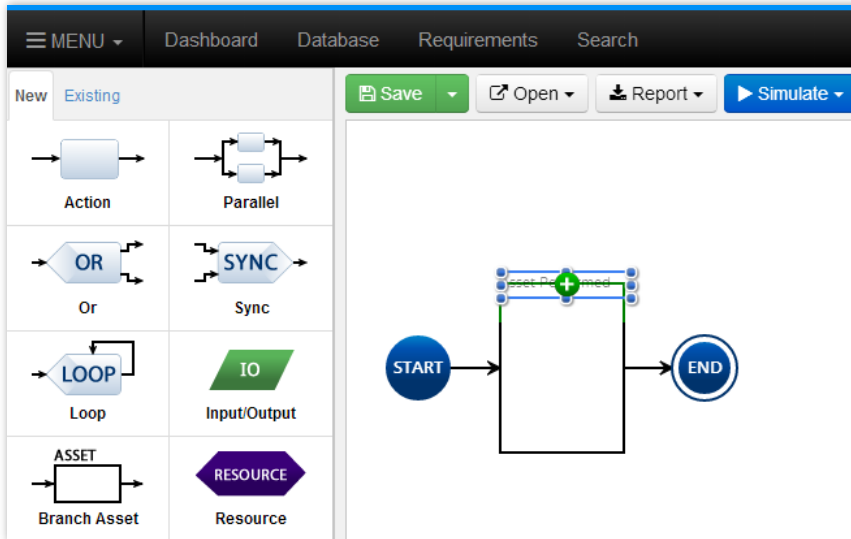 MENU Dashboard Database Requirements Search
New Existing
Save Open Report Simulate
Action Parallel
OR SYNC
Or Sync
LOOP IO
Loop Input/Output
ASSET
RESOURCE
Branch Asset Resource
START END